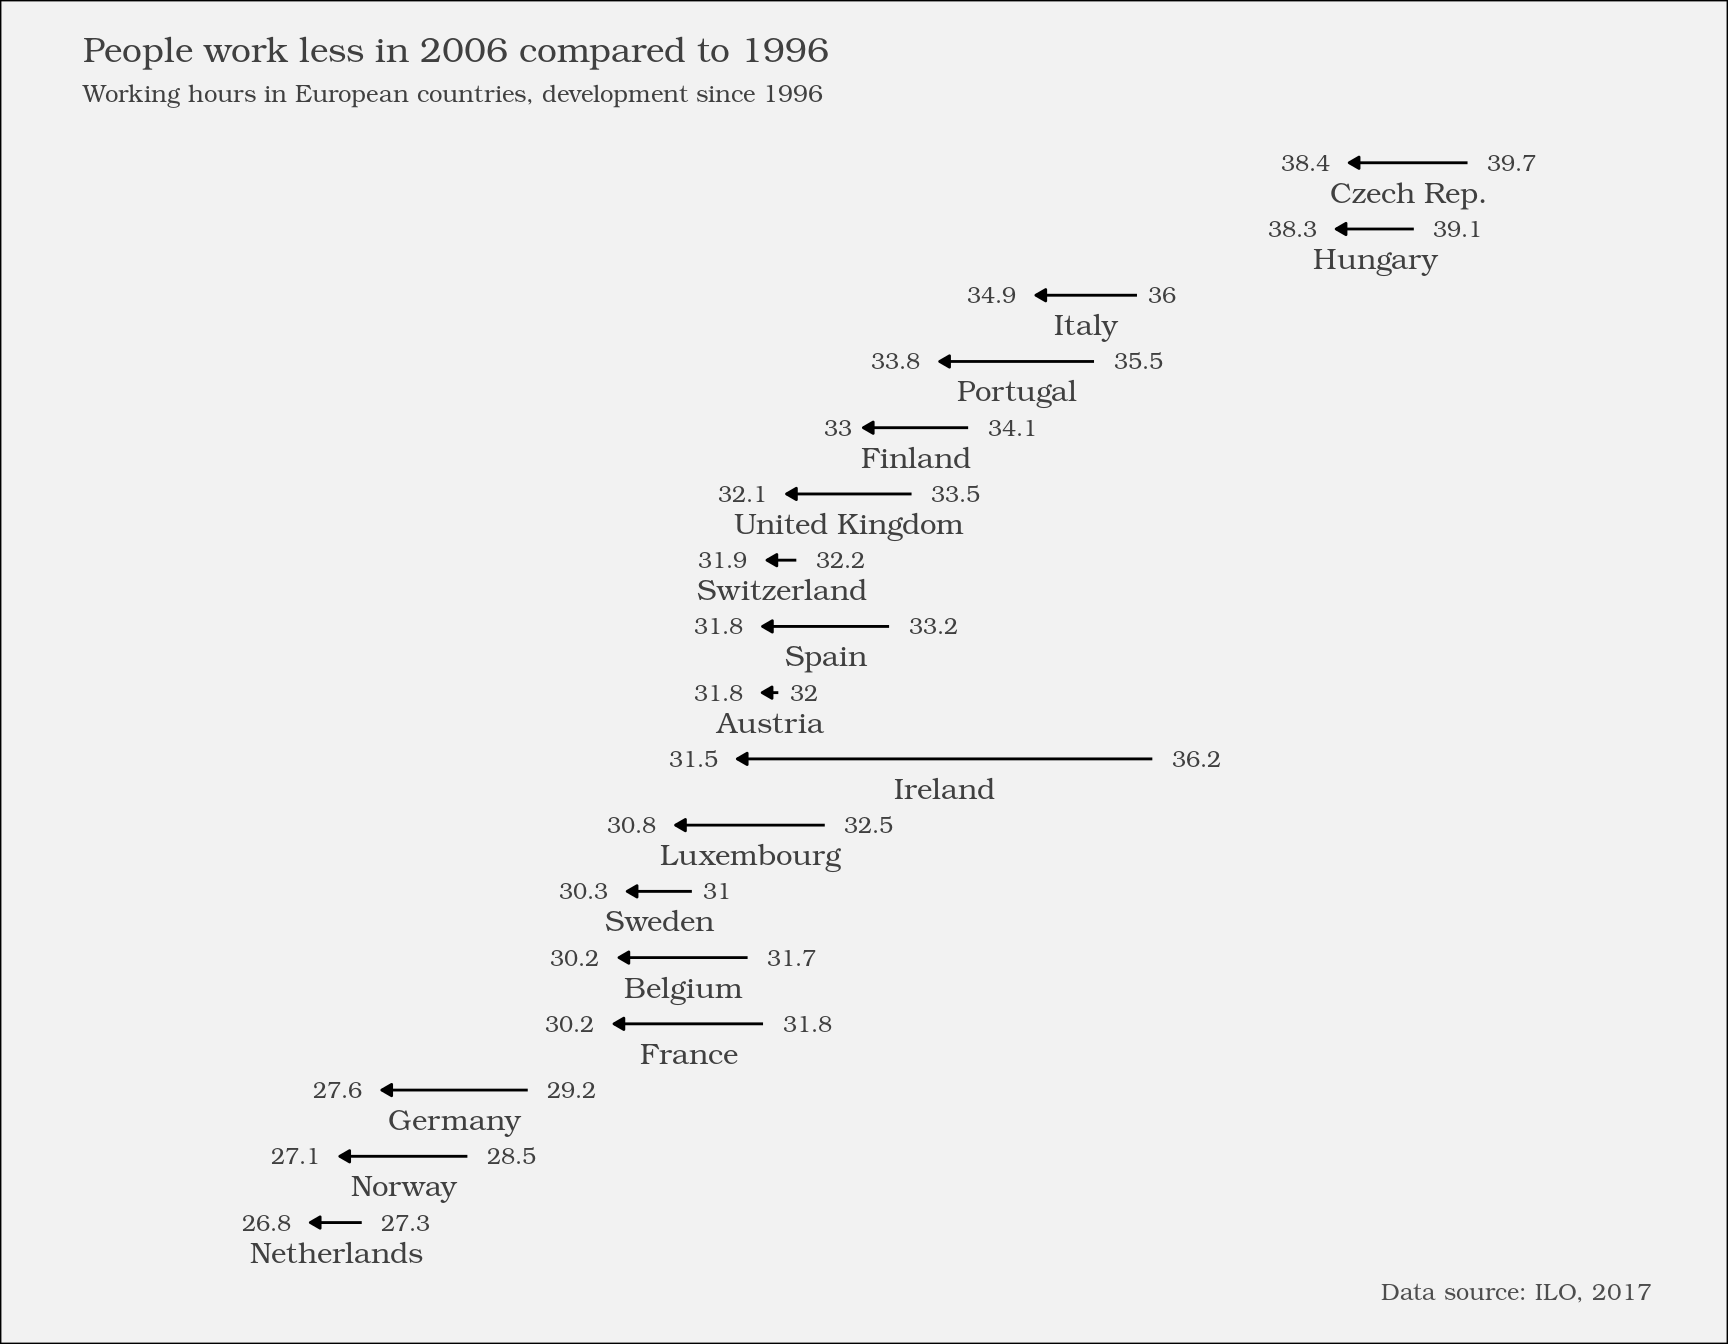 People work less in 2006 compared to 1996
Working hours in European countries, development since 1996
38.4 39.7
Czech Rep.
38.3 39.1
Hungary
34.9 36
Italy
33.8 35.5
Portugal
33 34.1
Finland
32.1 33.5
United Kingdom
31.9 32.2
Switzerland
31.8 33.2
Spain
31.8 32
Austria
31.5 36.2
Ireland
30.8 32.5
Luxembourg
30.3 31
Sweden
30.2 31.7
Belgium
30.2 31.8
France
27.6 29.2
Germany
27.1 28.5
Norway
26.8 27.3
Netherlands
Data source: ILO, 2017